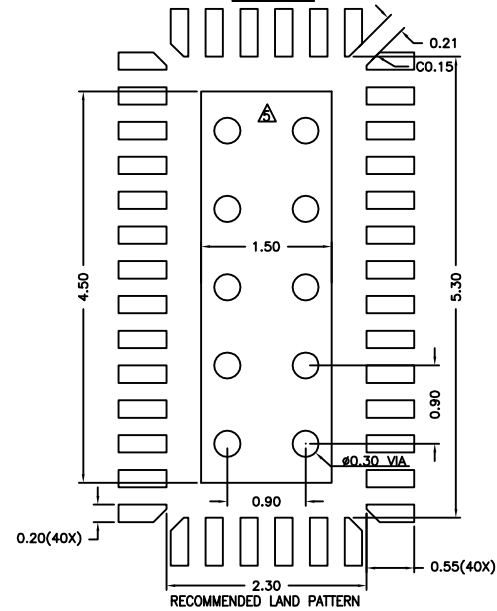 0.21
C0.15
5
1.50
4.50
5.30
0.90
ø0.30 VIA
0.90
0.20(40X)
0.55(40X)
2.30
RECOMMENDED LAND PATTERN